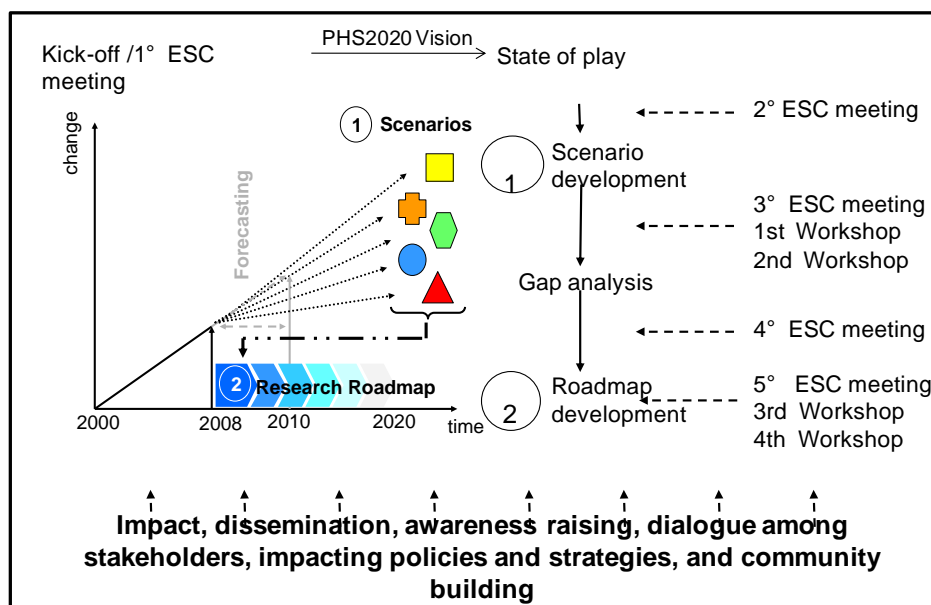 PHS2020 Vision
Kick-off /1° ESC
meeting
State of play
change
1 Scenarios
Forecasting
2 Research Roadmap
2000
2008
2010
2020
time
2° ESC meeting
1
Scenario
development
3° ESC meeting
1st Workshop
2nd Workshop
Gap analysis
4° ESC meeting
2
Roadmap
development
5° ESC meeting
3rd Workshop
4th Workshop
Impact, dissemination, awareness raising, dialogue among
stakeholders, impacting policies and strategies, and community
building